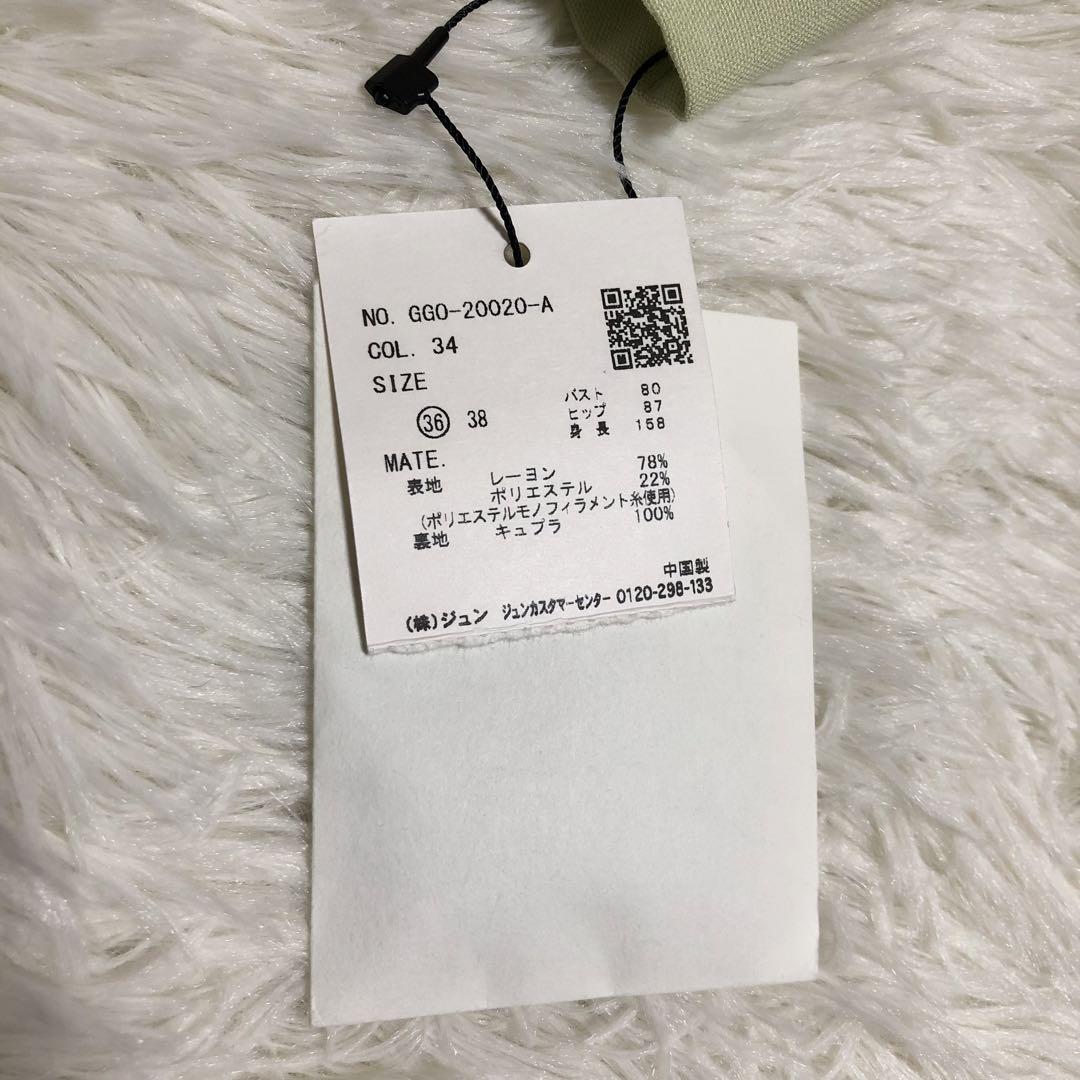 NO. GGO-20020-A
COL. 34
SIZE
36 38
バスト 80
ヒップ 87
身長 158
MATE.
表地 レーヨン 78%
ポリエステル 22%
(ポリエステルモノフィラメント糸使用)
裏地 キュプラ 100%
中国製
(株)ジュン ジュンカスタマーセンター 0120-298-133